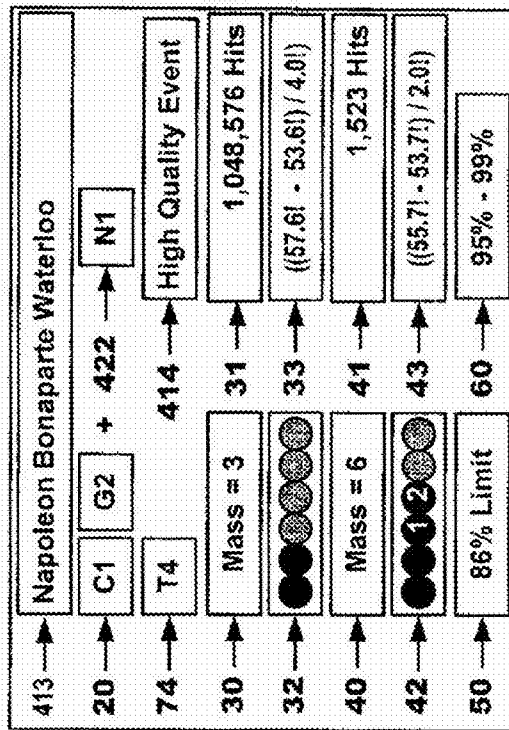 413 Napoleon Bonaparte Waterloo
20 C1 G2 + 422 N1
74 T4 414 High Quality Event
30 Mass = 3 31 1,048,576 Hits
32 33 ((57.6! - 53.6!) / 4.0!)
40 Mass = 6 41 1,523 Hits
42 1 2 43 ((55.7! - 53.7!) / 2.0!)
50 86% Limit 60 95% - 99%